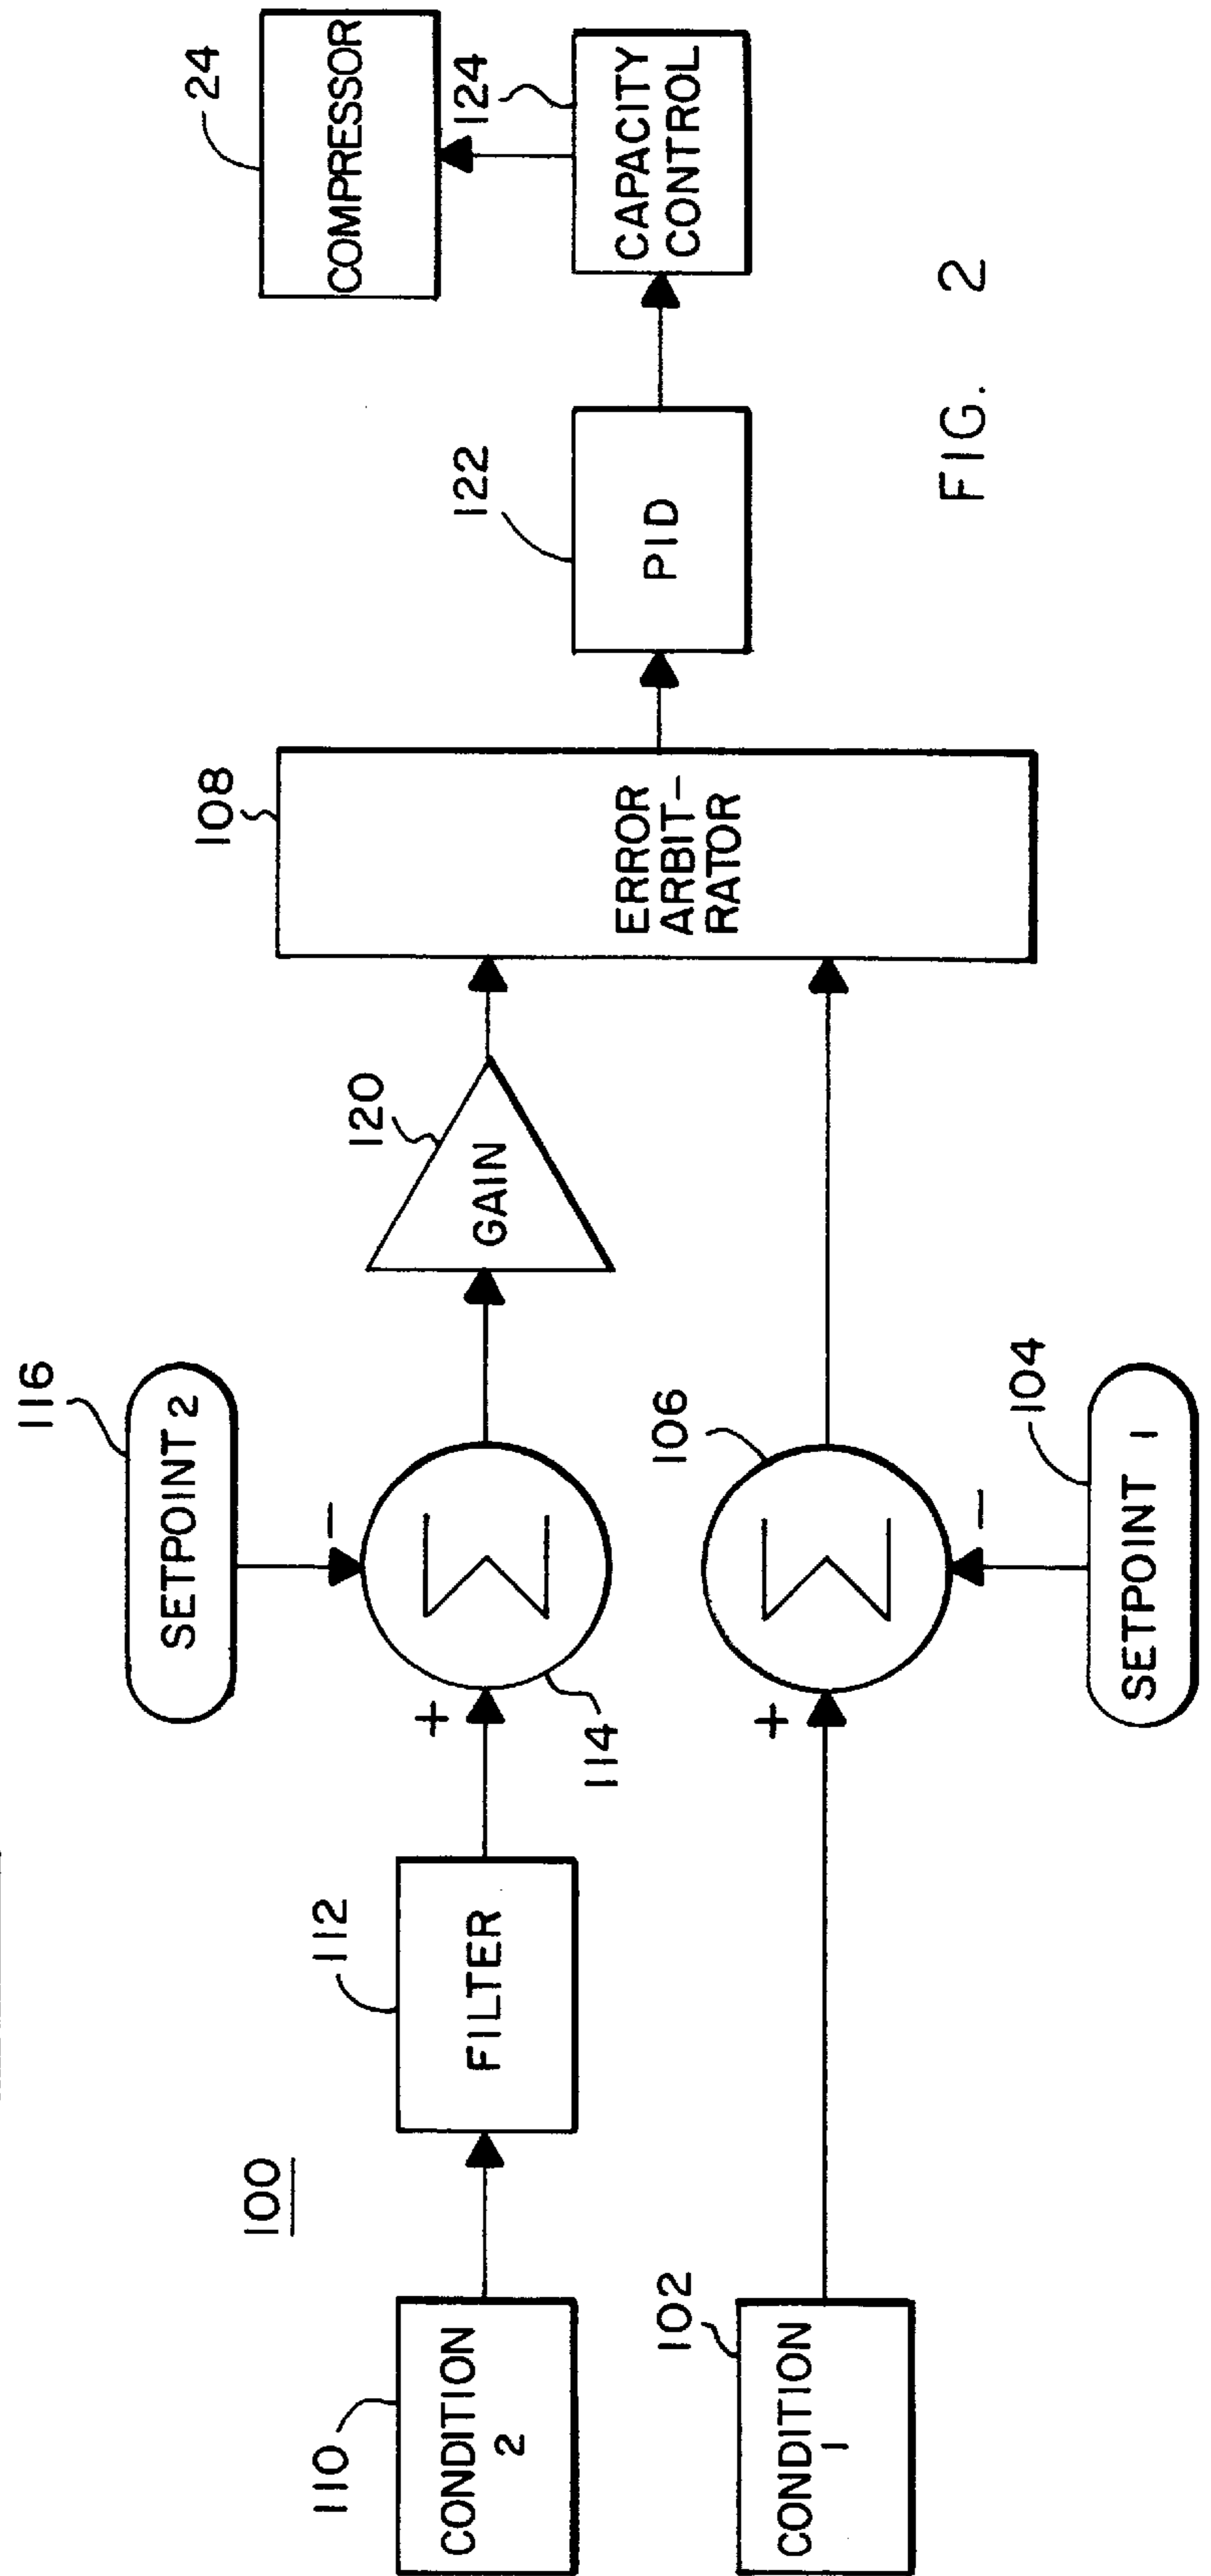 116
SETPOINT 2
−
100
110
CONDITION
2
112
FILTER
+
Σ
114
120
GAIN
108
ERROR
ARBIT-
RATOR
102
CONDITION
1
+
Σ
106
−
104
SETPOINT 1
122
PID
124
CAPACITY
CONTROL
24
COMPRESSOR
FIG. 2